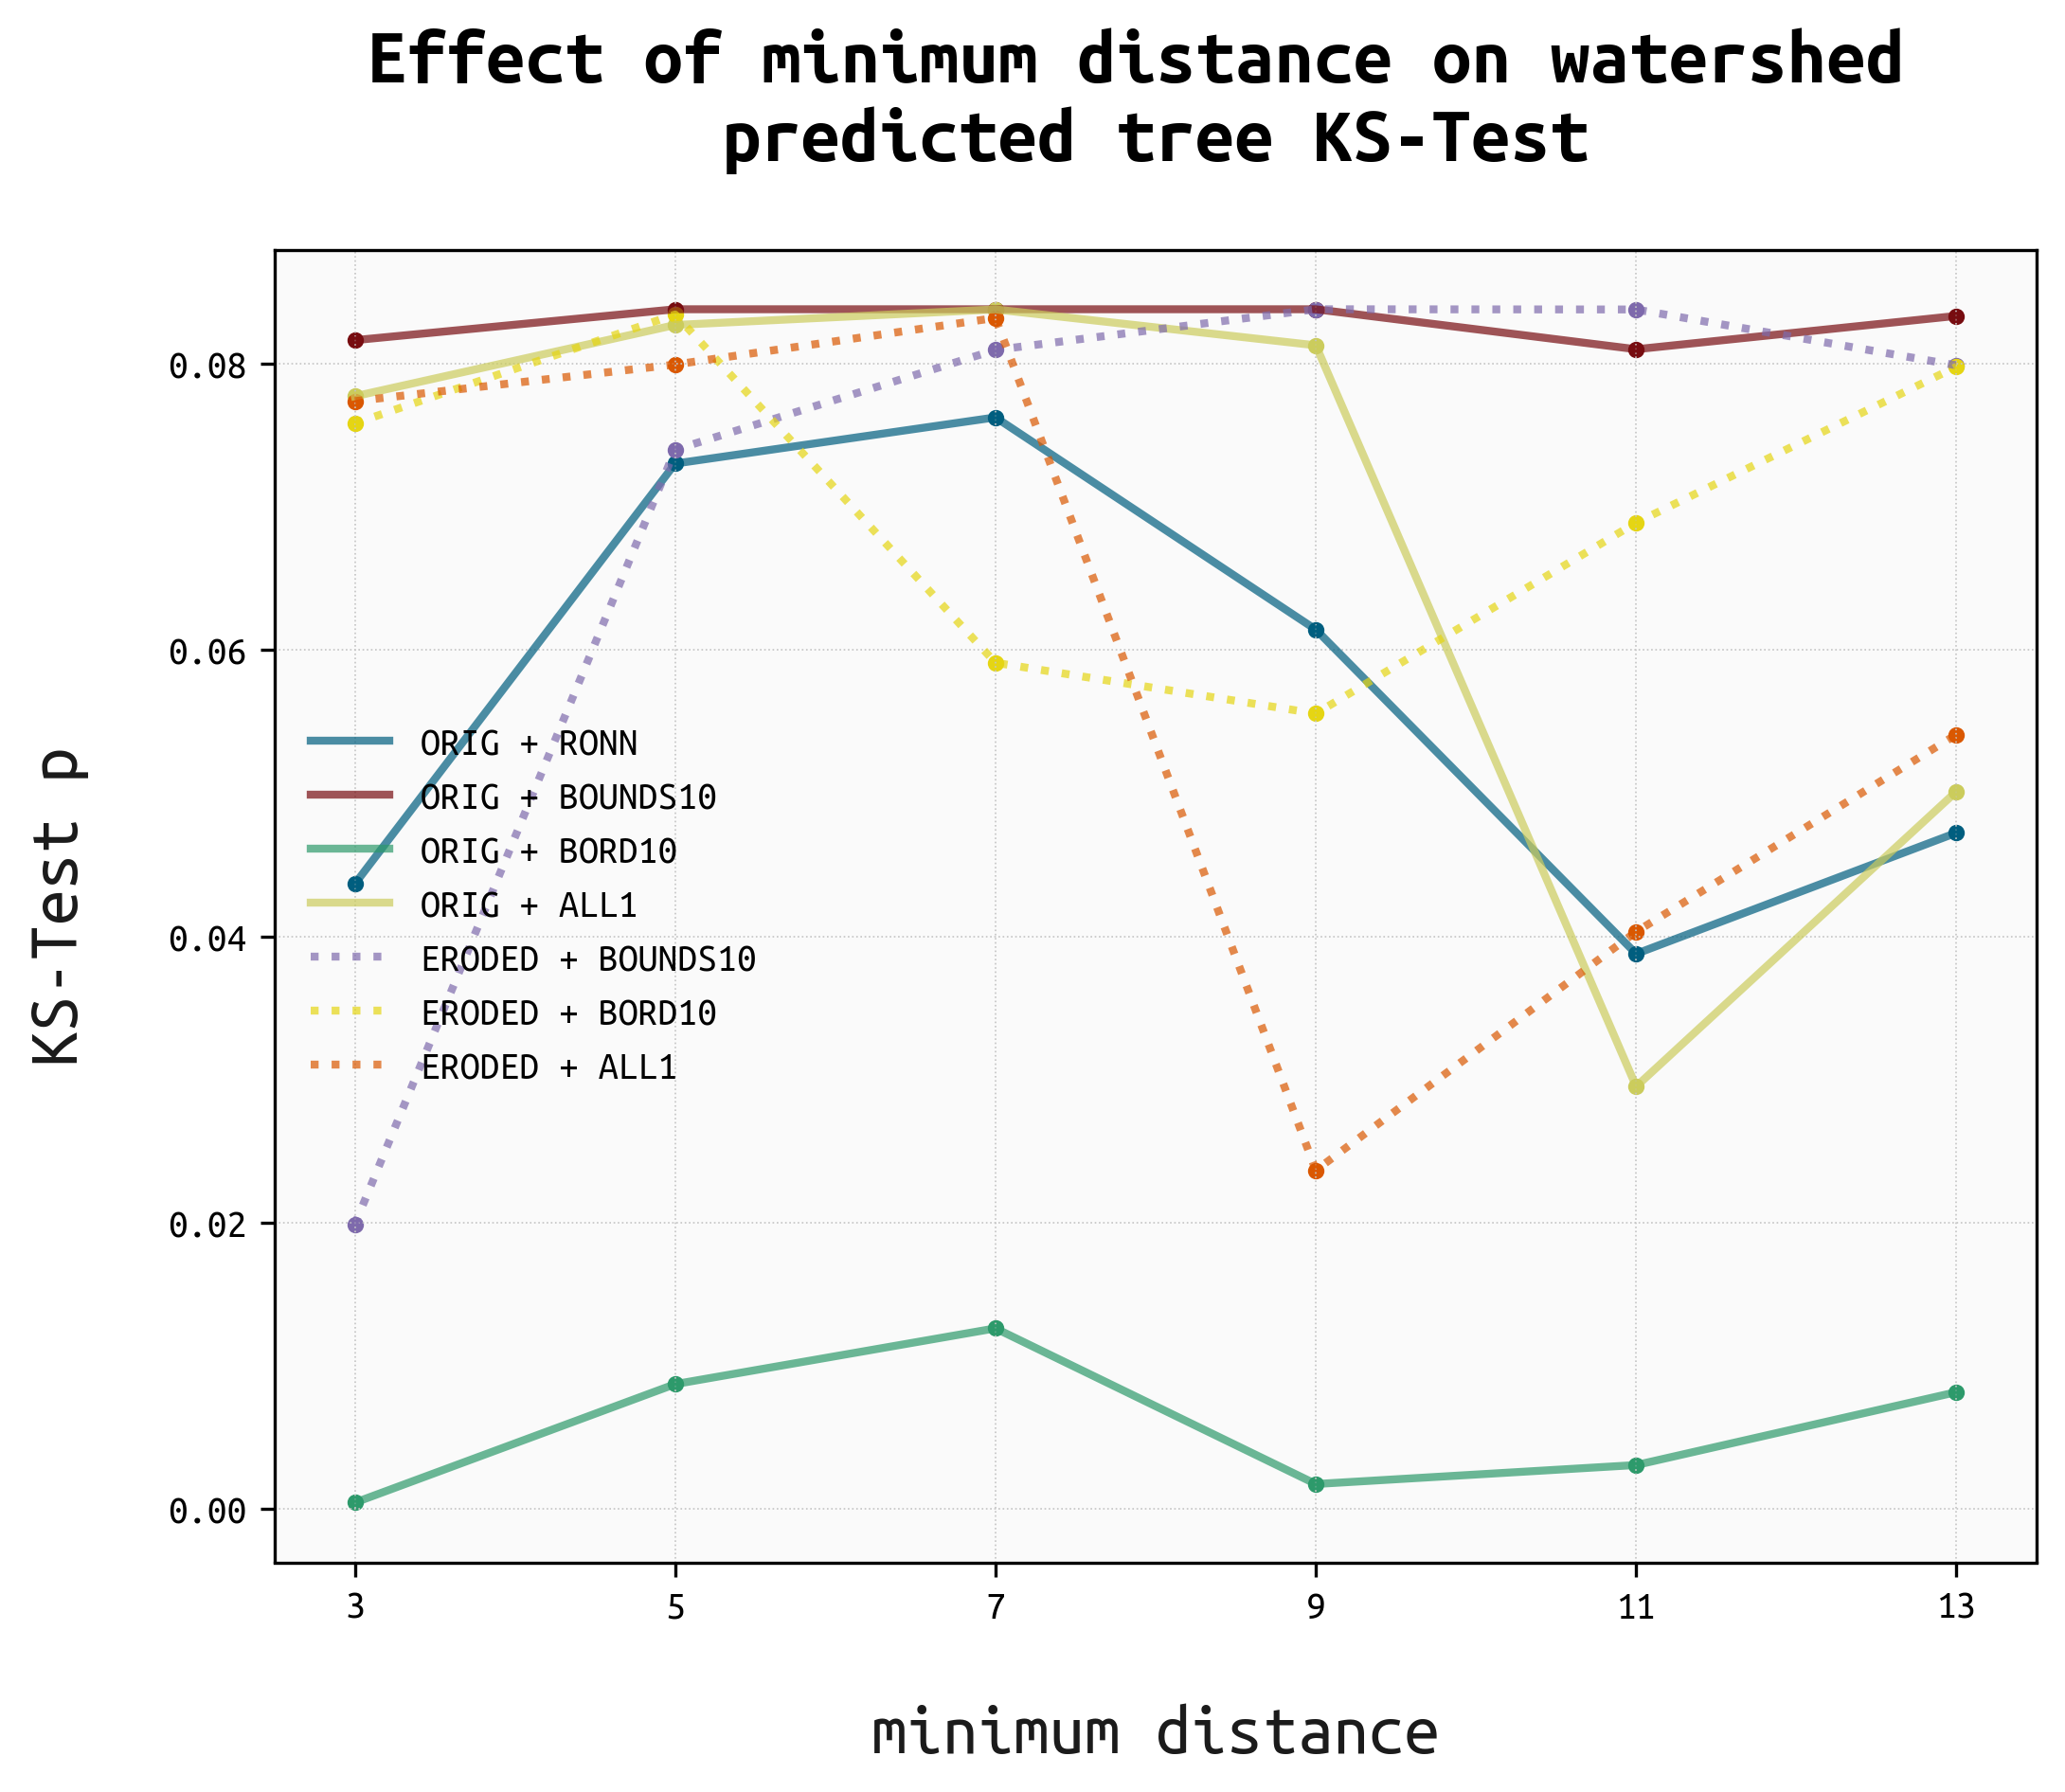 Effect of minimum distance on watershed
predicted tree KS-Test
KS-Test p
0.08
0.06
0.04
0.02
0.00
ORIG + RONN
ORIG + BOUNDS10
ORIG + BORD10
ORIG + ALL1
ERODED + BOUNDS10
ERODED + BORD10
ERODED + ALL1
3 5 7 9 11 13
minimum distance